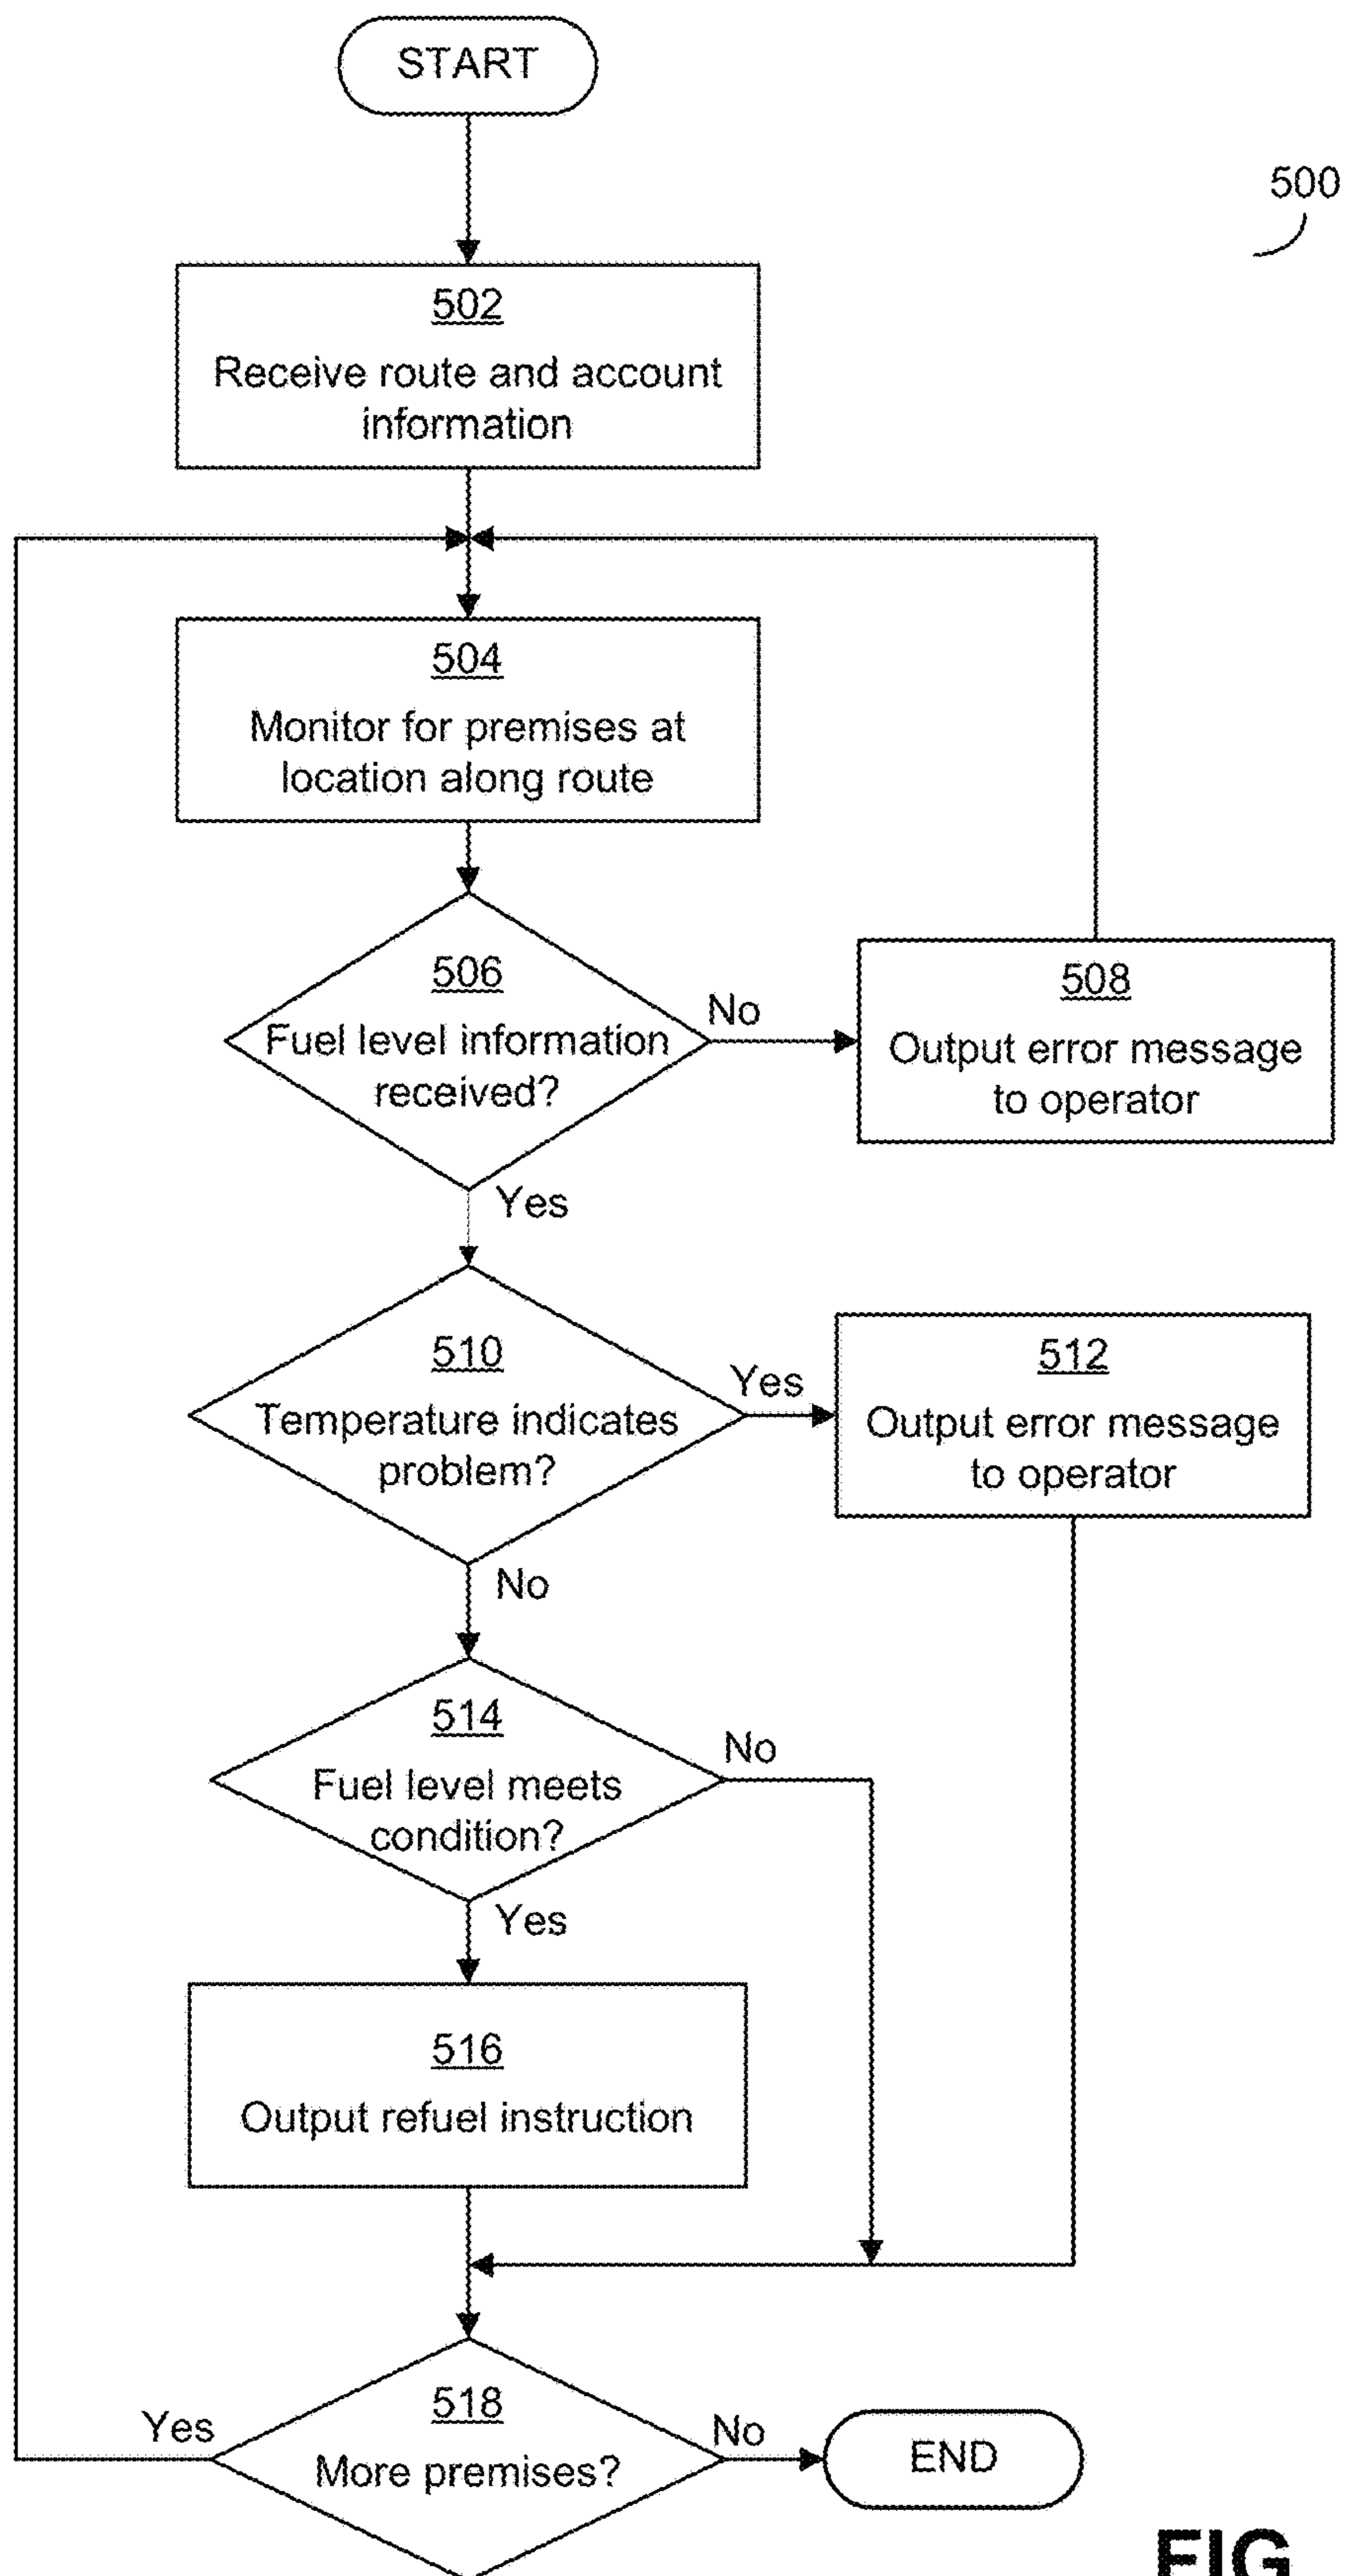 START
500
502
Receive route and account
information
504
Monitor for premises at
location along route
506
Fuel level information
received?
No
508
Output error message
to operator
Yes
510
Temperature indicates
problem?
Yes
512
Output error message
to operator
No
514
Fuel level meets
condition?
No
Yes
516
Output refuel instruction
518
More premises?
Yes
No
END
FIG